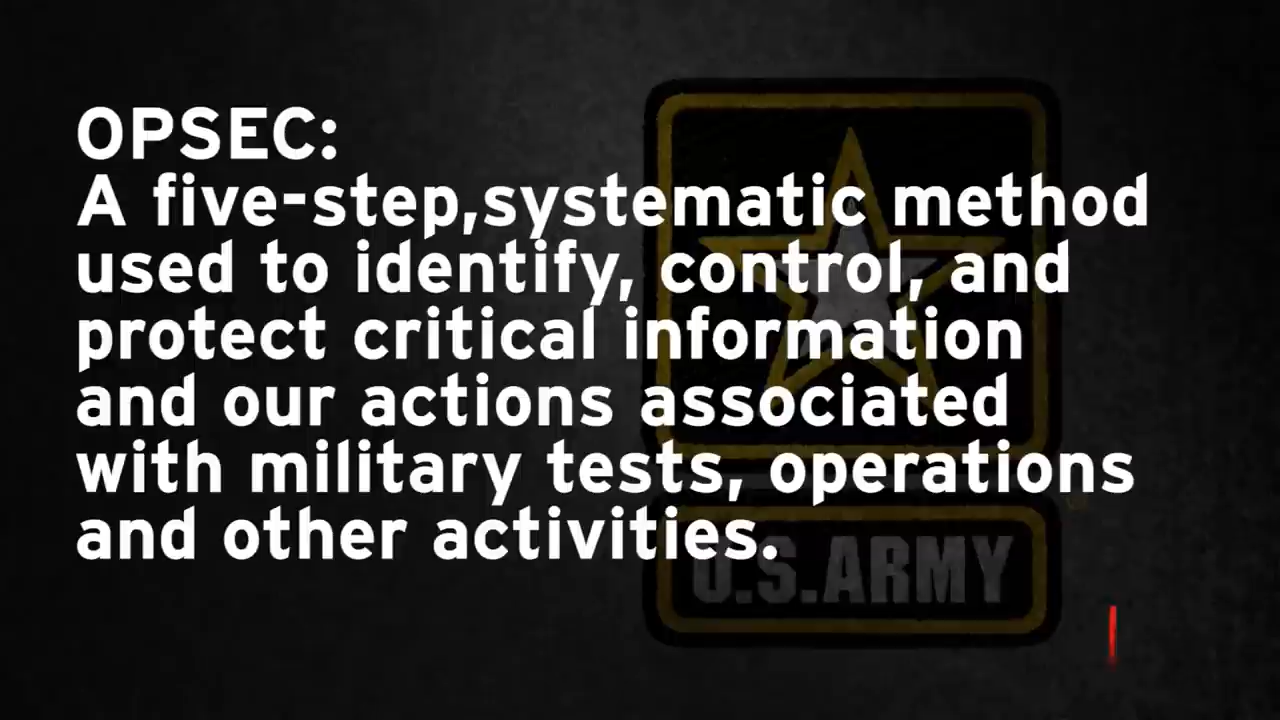 OPSEC:
A five-step,systematic method
used to identify, control, and
protect critical information
and our actions associated
with military tests, operations
and other activities.
U.S.ARMY